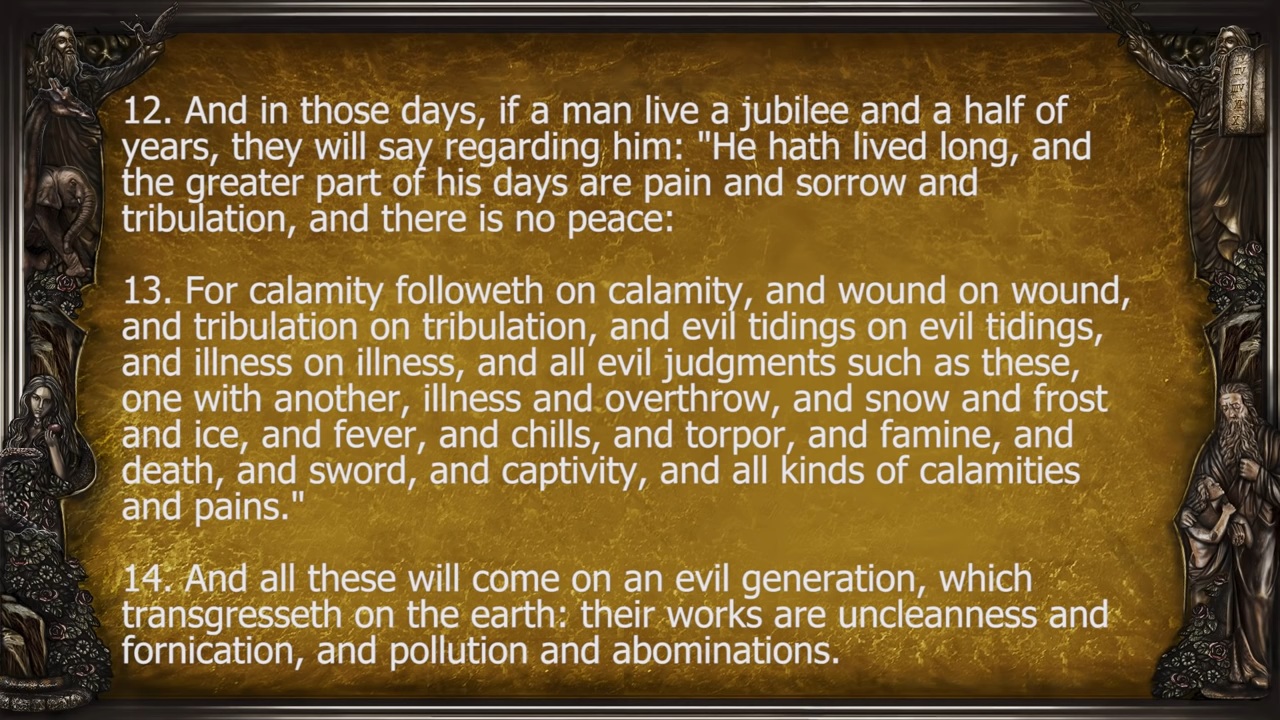 12. And in those days, if a man live a jubilee and a half of
years, they will say regarding him: "He hath lived long, and
the greater part of his days are pain and sorrow and
tribulation, and there is no peace:
13. For calamity followeth on calamity, and wound on wound,
and tribulation on tribulation, and evil tidings on evil tidings,
and illness on illness, and all evil judgments such as these,
one with another, illness and overthrow, and snow and frost
and ice, and fever, and chills, and torpor, and famine, and
death, and sword, and captivity, and all kinds of calamities
and pains."
14. And all these will come on an evil generation, which
transgresseth on the earth: their works are uncleanness and
fornication, and pollution and abominations.